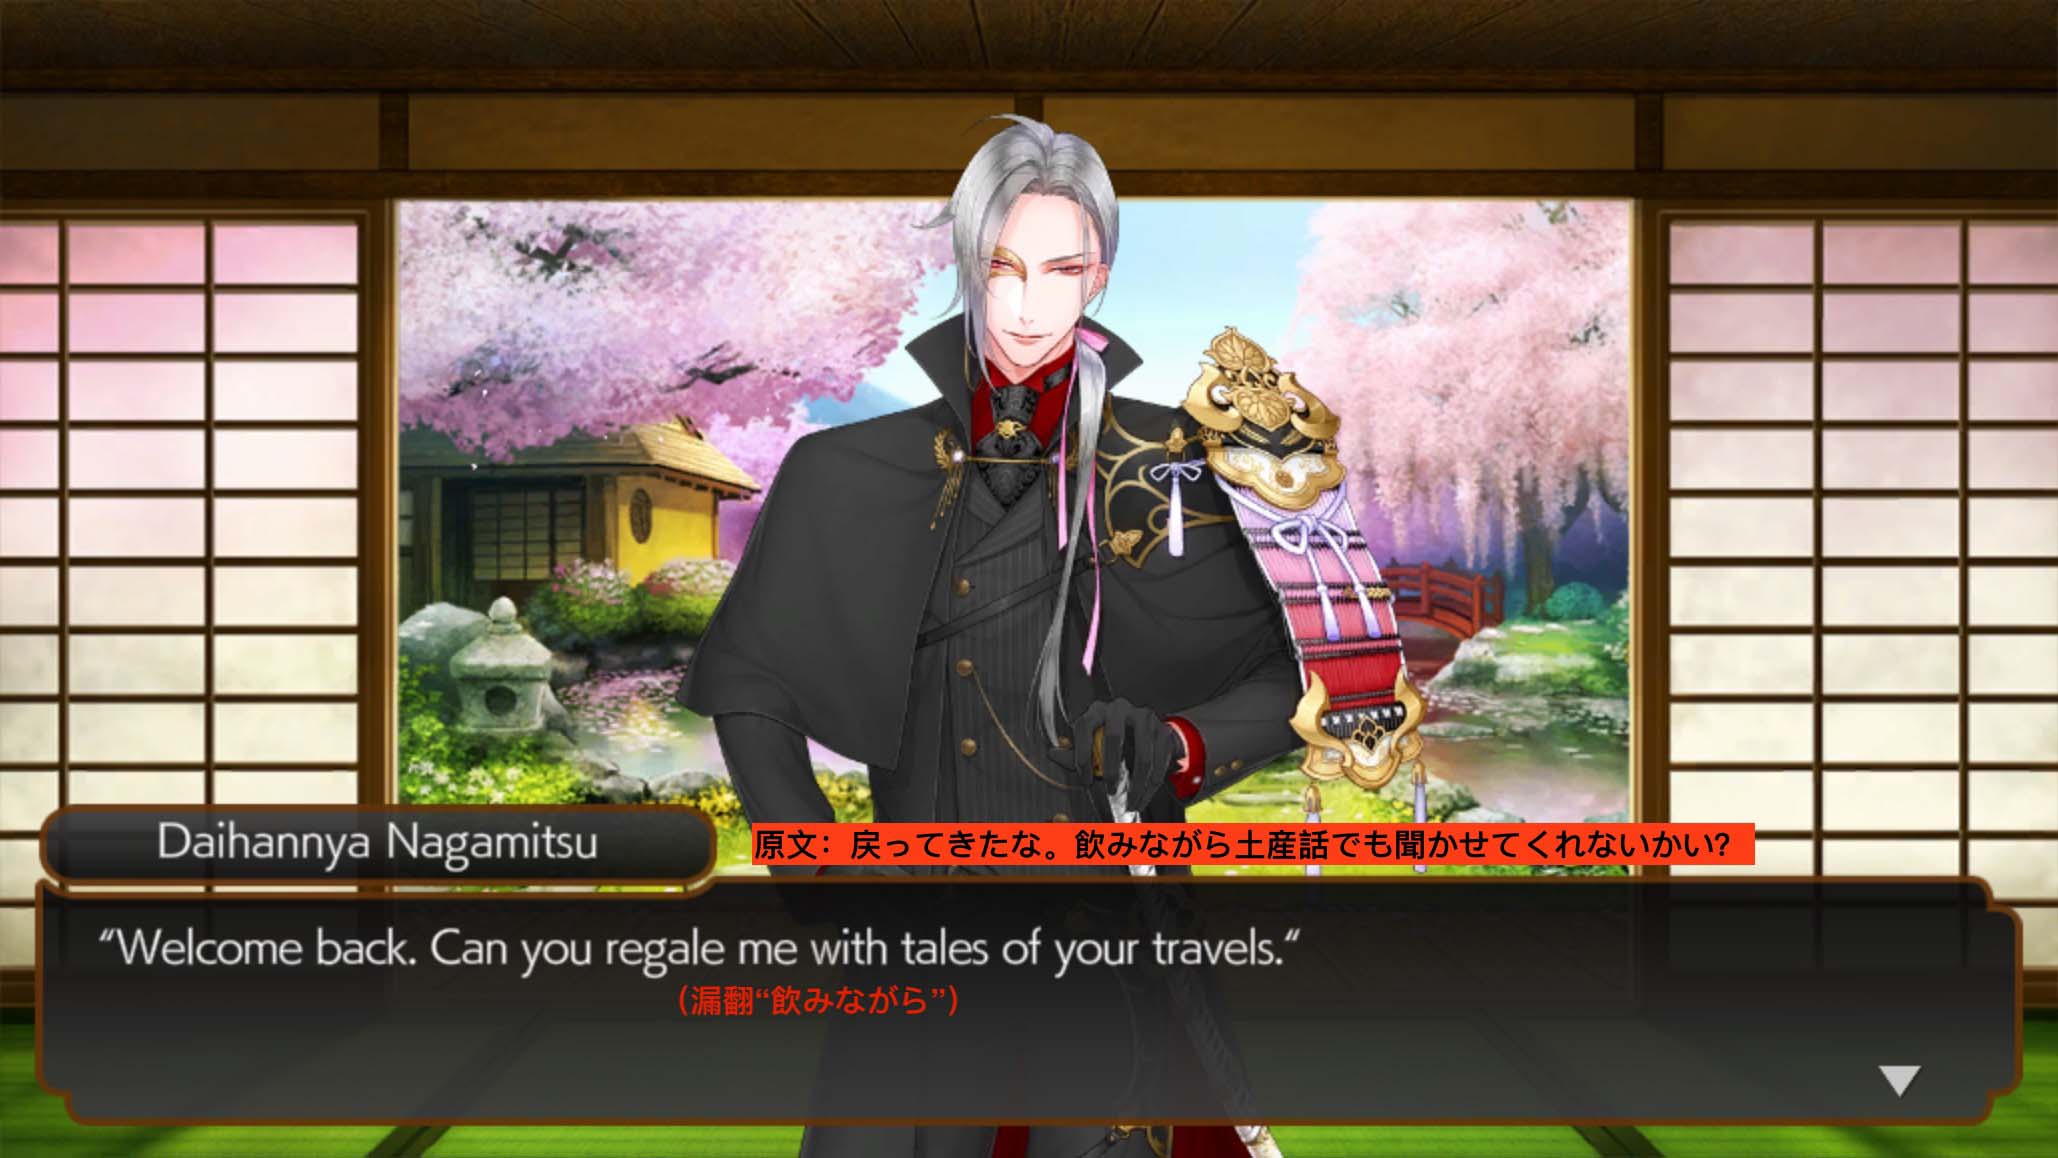 Daihannya Nagamitsu
原文：戻ってきたな。飲みながら土産話でも聞かせてくれないかい？
“Welcome back. Can you regale me with tales of your travels.“
（漏翻“飲みながら”）